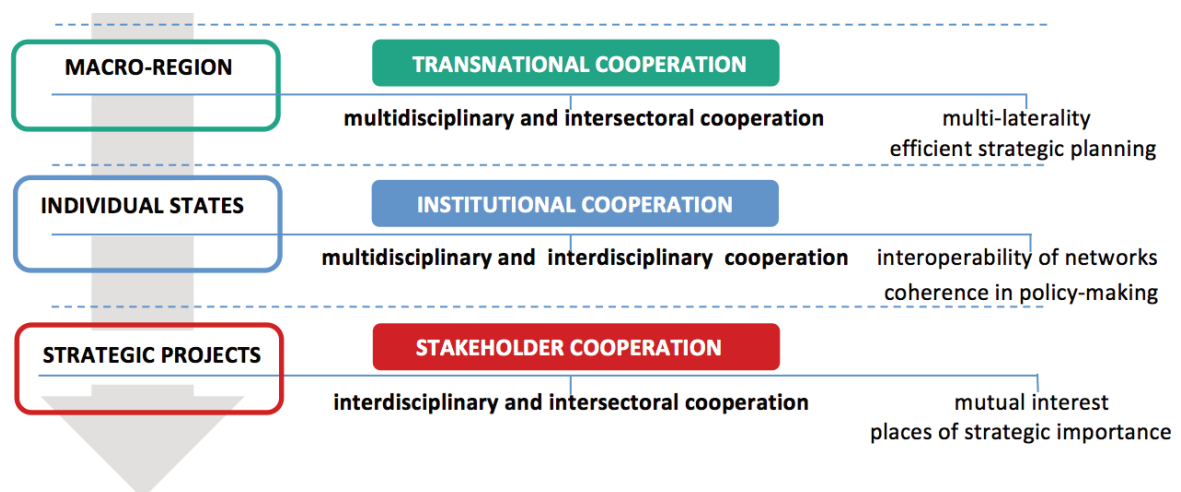 MACRO-REGION
TRANSNATIONAL COOPERATION
multidisciplinary and intersectoral cooperation
multi-laterality
efficient strategic planning
INDIVIDUAL STATES
INSTITUTIONAL COOPERATION
multidisciplinary and interdisciplinary cooperation
interoperability of networks
coherence in policy-making
STRATEGIC PROJECTS
STAKEHOLDER COOPERATION
interdisciplinary and intersectoral cooperation
mutual interest
places of strategic importance